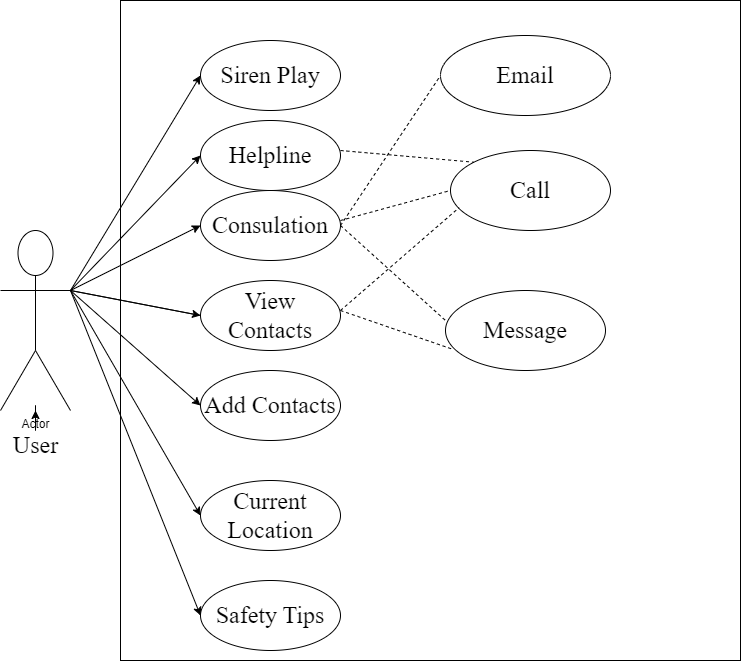 Siren Play
Helpline
Consulation
View
Contacts
Add Contacts
Current
Location
Safety Tips
Email
Call
Message
Actor
User